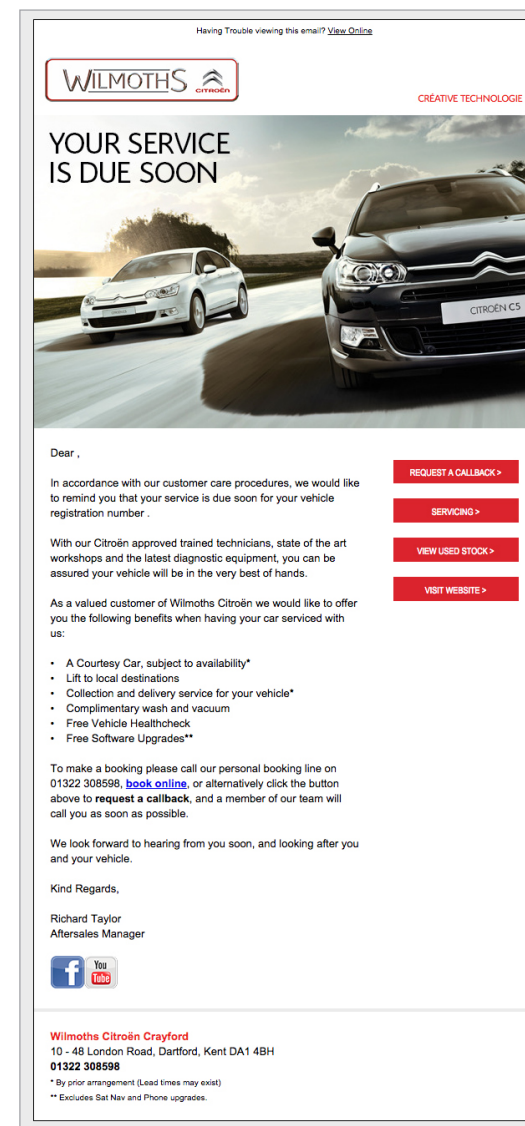 Having Trouble viewing this email? View Online
WILMOTHS
CITROËN
CRÉATIVE TECHNOLOGIE
YOUR SERVICE
IS DUE SOON
CITROËN C5
Dear ,
In accordance with our customer care procedures, we would like
to remind you that your service is due soon for your vehicle
registration number .
With our Citroën approved trained technicians, state of the art
workshops and the latest diagnostic equipment, you can be
assured your vehicle will be in the very best of hands.
As a valued customer of Wilmoths Citroën we would like to offer
you the following benefits when having your car serviced with
us:
• A Courtesy Car, subject to availability*
• Lift to local destinations
• Collection and delivery service for your vehicle*
• Complimentary wash and vacuum
• Free Vehicle Healthcheck
• Free Software Upgrades**
To make a booking please call our personal booking line on
01322 308598, book online, or alternatively click the button
above to request a callback, and a member of our team will
call you as soon as possible.
We look forward to hearing from you soon, and looking after you
and your vehicle.
Kind Regards,
Richard Taylor
Aftersales Manager
REQUEST A CALLBACK >
SERVICING >
VIEW USED STOCK >
VISIT WEBSITE >
f
You
Tube
Wilmoths Citroën Crayford
10 - 48 London Road, Dartford, Kent DA1 4BH
01322 308598
* By prior arrangement (Lead times may exist)
** Excludes Sat Nav and Phone upgrades.